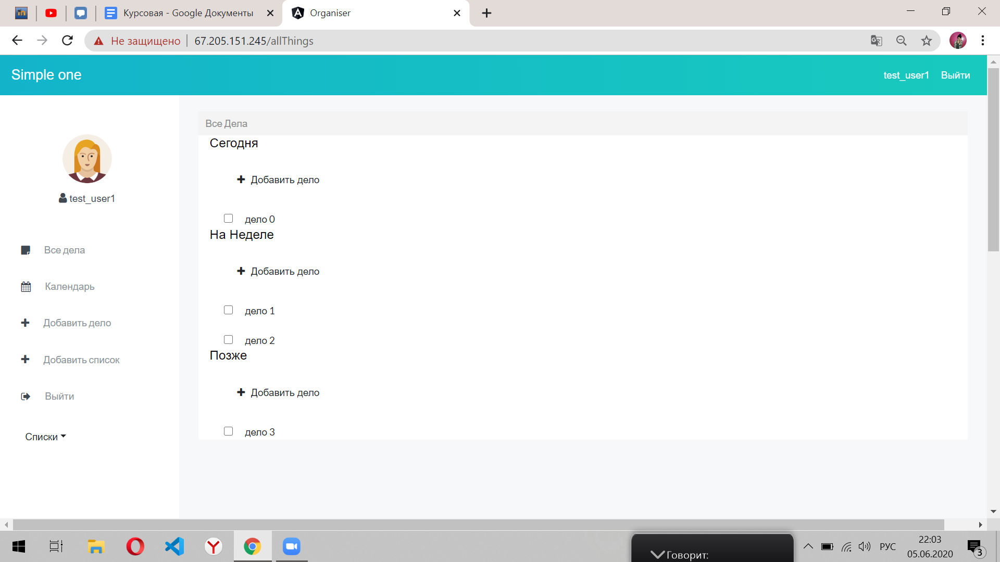 Курсовая - Google Документы
Organiser
Не защищено
67.205.151.245/allThings
Simple one
test_user1
Выйти
test_user1
Все дела
Календарь
Добавить дело
Добавить список
Выйти
Списки
Все Дела
Сегодня
Добавить дело
дело 0
На Неделе
Добавить дело
дело 1
дело 2
Позже
Добавить дело
дело 3
Говорит:
РУС
22:03
05.06.2020
3